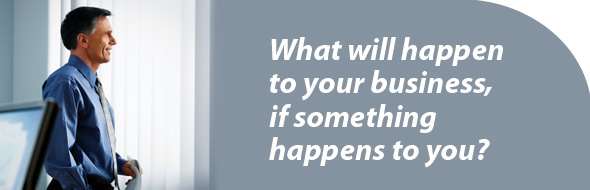 What will happen
to your business,
if something
happens to you?